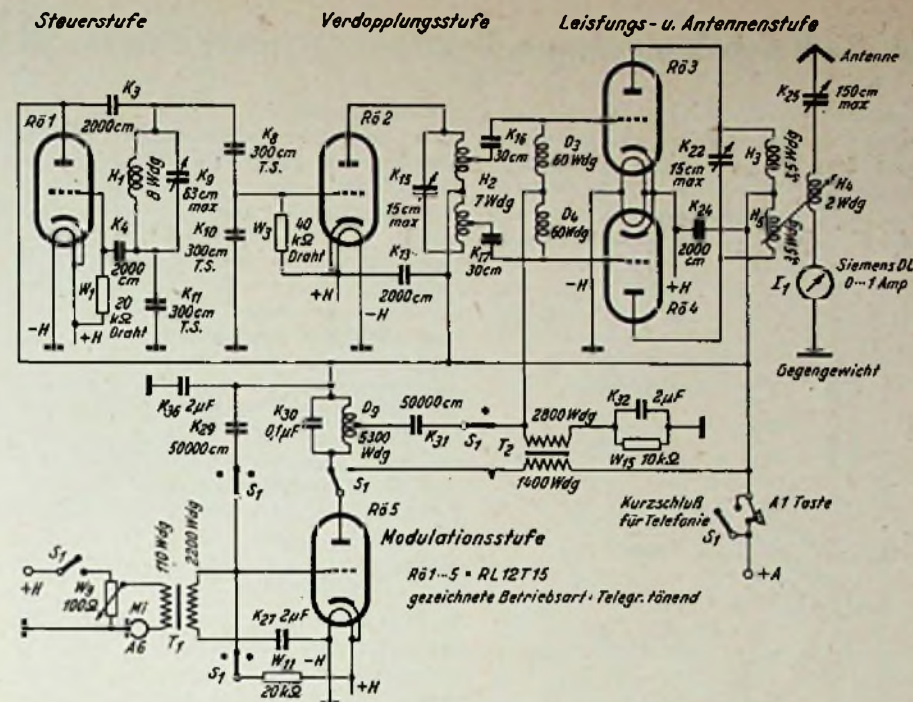 Steuerstufe
Verdopplungsstufe
Leistungs- u. Antennenstufe
Rö1
K3
2000cm
H1
8 Wdg
K9
63cm
max
K4
2000
cm
W1
20
kΩ
Draht
K11
300cm
T.S.
-H
+H
K8
300cm
T.S.
K10
300cm
T.S.
W3
40
kΩ
Draht
Rö2
+H
-H
K13
2000cm
K15
15cm
max
H2
7 Wdg
K16
30cm
K17
30cm
D3
60Wdg
D4
60Wdg
Rö3
Rö4
-H
+H
K22
15cm
max
K24
2000
cm
H3
H5
H4
2 Wdg
Antenne
K25
150cm
max
I1
Siemens DL
0...1 Amp
Gegengewicht
K36 2µF
K29
50000cm
K30
0,1µF
D9
5300
Wdg
50000cm
K31
S1
T2
2800Wdg
1400Wdg
K32
2µF
W15 10kΩ
S1
S1
Kurzschluß
für Telefonie
S1
A1 Taste
+A
Rö5
Modulationsstufe
Rö1...5 = RL12T15
gezeichnete Betriebsart: Telegr. tönend
S1
+H
W9
100Ω
Mi
A6
110 Wdg
2200Wdg
T1
K27 2µF
S1
W11
20kΩ
-H
+H